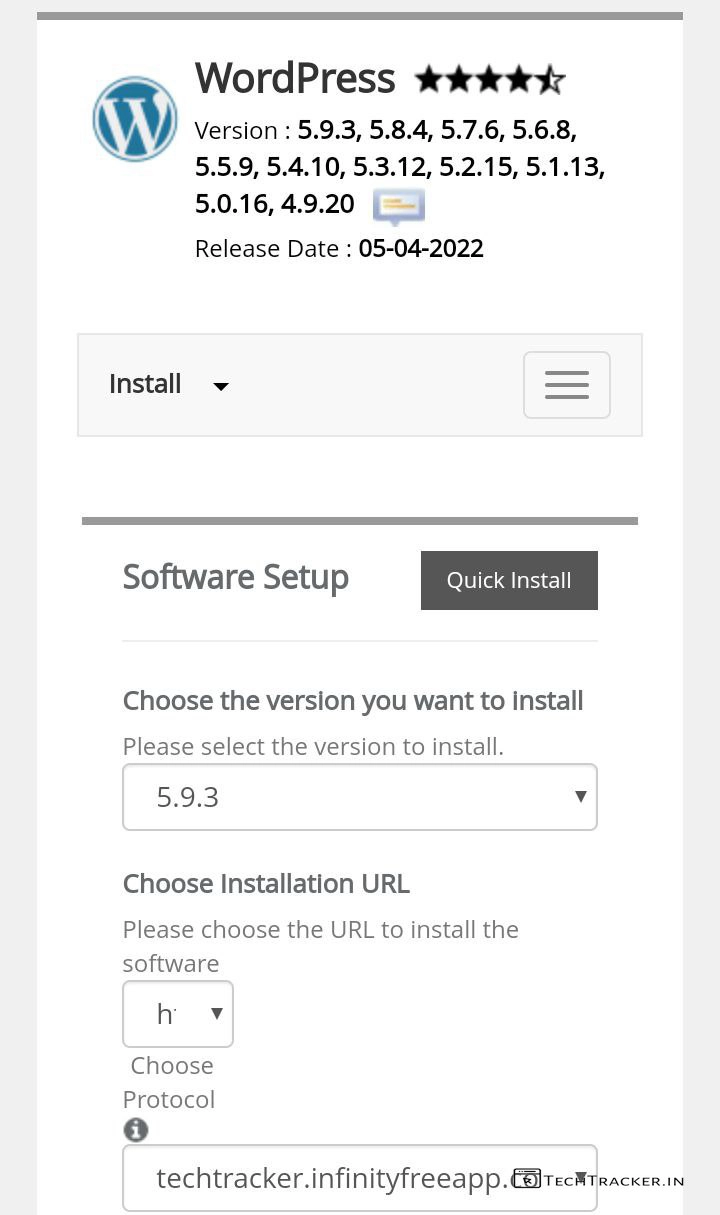 WordPress
Version : 5.9.3, 5.8.4, 5.7.6, 5.6.8,
5.5.9, 5.4.10, 5.3.12, 5.2.15, 5.1.13,
5.0.16, 4.9.20
Release Date : 05-04-2022
Install
Software Setup
Quick Install
Choose the version you want to install
Please select the version to install.
5.9.3
Choose Installation URL
Please choose the URL to install the
software
Choose
Protocol
techtracker.infinityfreeapp.
TECHTRACKER.IN